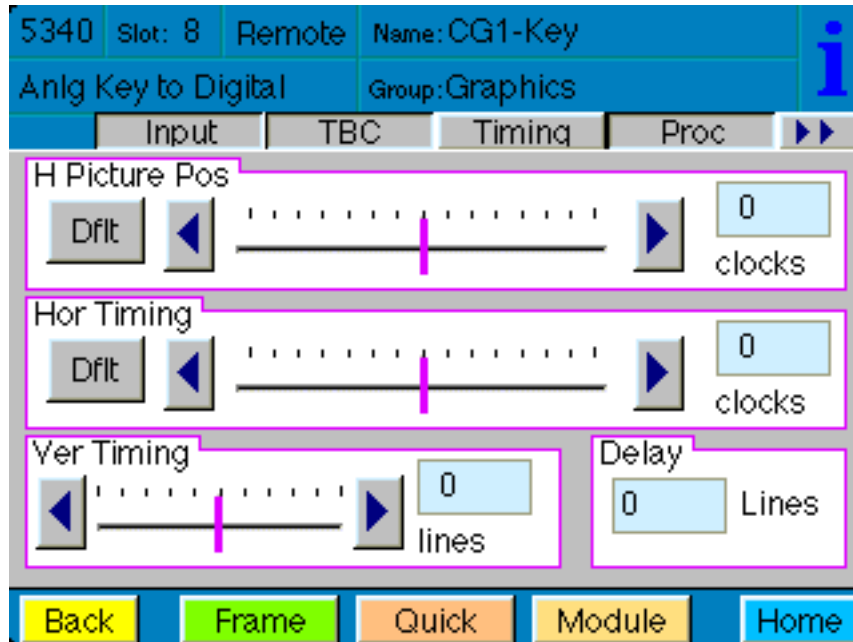 5340 Slot: 8 Remote Name: CG1-Key
Anlg Key to Digital Group: Graphics
i
Input TBC Timing Proc
H Picture Pos
Dflt 0
clocks
Hor Timing
Dflt 0
clocks
Ver Timing Delay
0 0 Lines
lines
Back Frame Quick Module Home